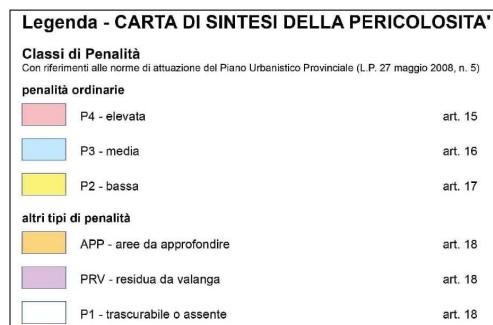 Legenda - CARTA DI SINTESI DELLA PERICOLOSITA'
Classi di Penalità
Con riferimenti alle norme di attuazione del Piano Urbanistico Provinciale (L.P. 27 maggio 2008, n. 5)
penalità ordinarie
P4 - elevata art. 15
P3 - media art. 16
P2 - bassa art. 17
altri tipi di penalità
APP - aree da approfondire art. 18
PRV - residua da valanga art. 18
P1 - trascurabile o assente art. 18